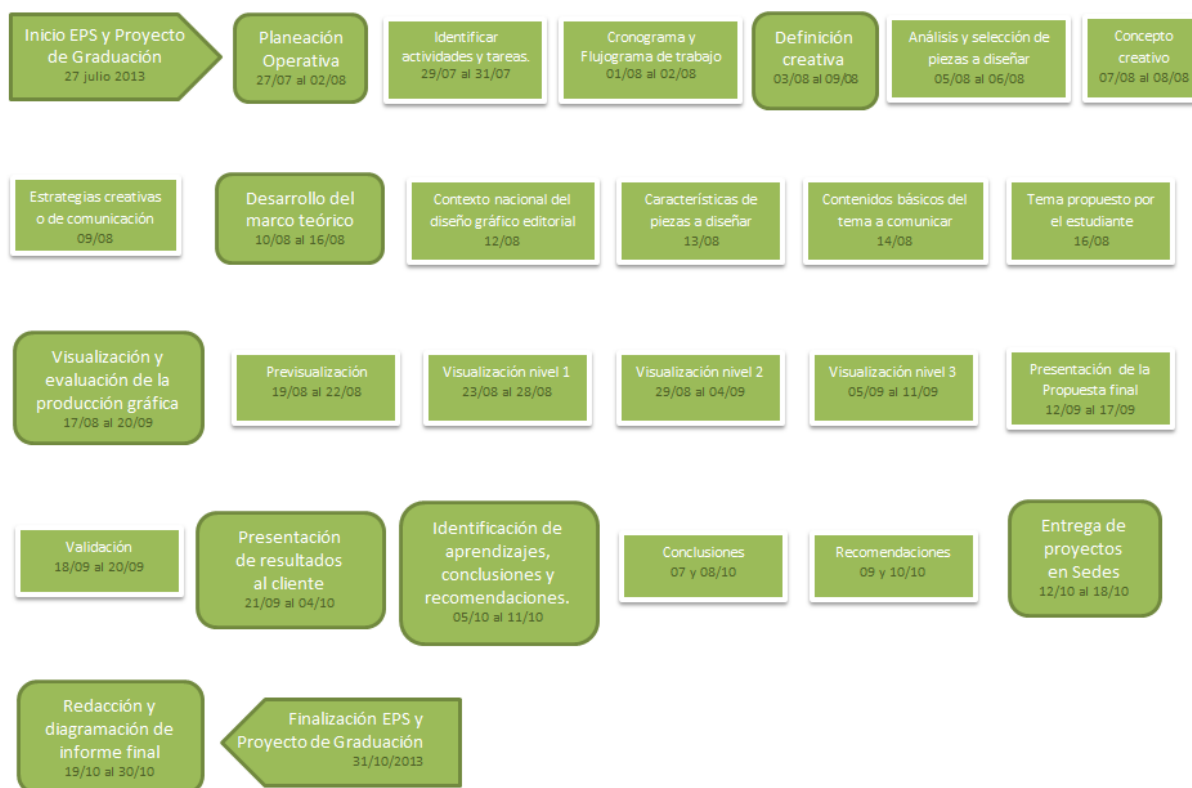 Inicio EPS y Proyecto
de Graduación
27 julio 2013
Planeación
Operativa
27/07 al 02/08
Identificar
actividades y tareas.
29/07 al 31/07
Cronograma y
Flujograma de trabajo
01/08 al 02/08
Definición
creativa
03/08 al 09/08
Análisis y selección de
piezas a diseñar
05/08 al 06/08
Concepto
creativo
07/08 al 08/08
Estrategias creativas
o de comunicación
09/08
Desarrollo del
marco teórico
10/08 al 16/08
Contexto nacional del
diseño gráfico editorial
12/08
Características de
piezas a diseñar
13/08
Contenidos básicos del
tema a comunicar
14/08
Tema propuesto por
el estudiante
16/08
Visualización y
evaluación de la
producción gráfica
17/08 al 20/09
Previsualización
19/08 al 22/08
Visualización nivel 1
23/08 al 28/08
Visualización nivel 2
29/08 al 04/09
Visualización nivel 3
05/09 al 11/09
Presentación de la
Propuesta final
12/09 al 17/09
Validación
18/09 al 20/09
Presentación
de resultados
al cliente
21/09 al 04/10
Identificación de
aprendizajes,
conclusiones y
recomendaciones.
05/10 al 11/10
Conclusiones
07 y 08/10
Recomendaciones
09 y 10/10
Entrega de
proyectos
en Sedes
12/10 al 18/10
Redacción y
diagramación de
informe final
19/10 al 30/10
Finalización EPS y
Proyecto de Graduación
31/10/2013